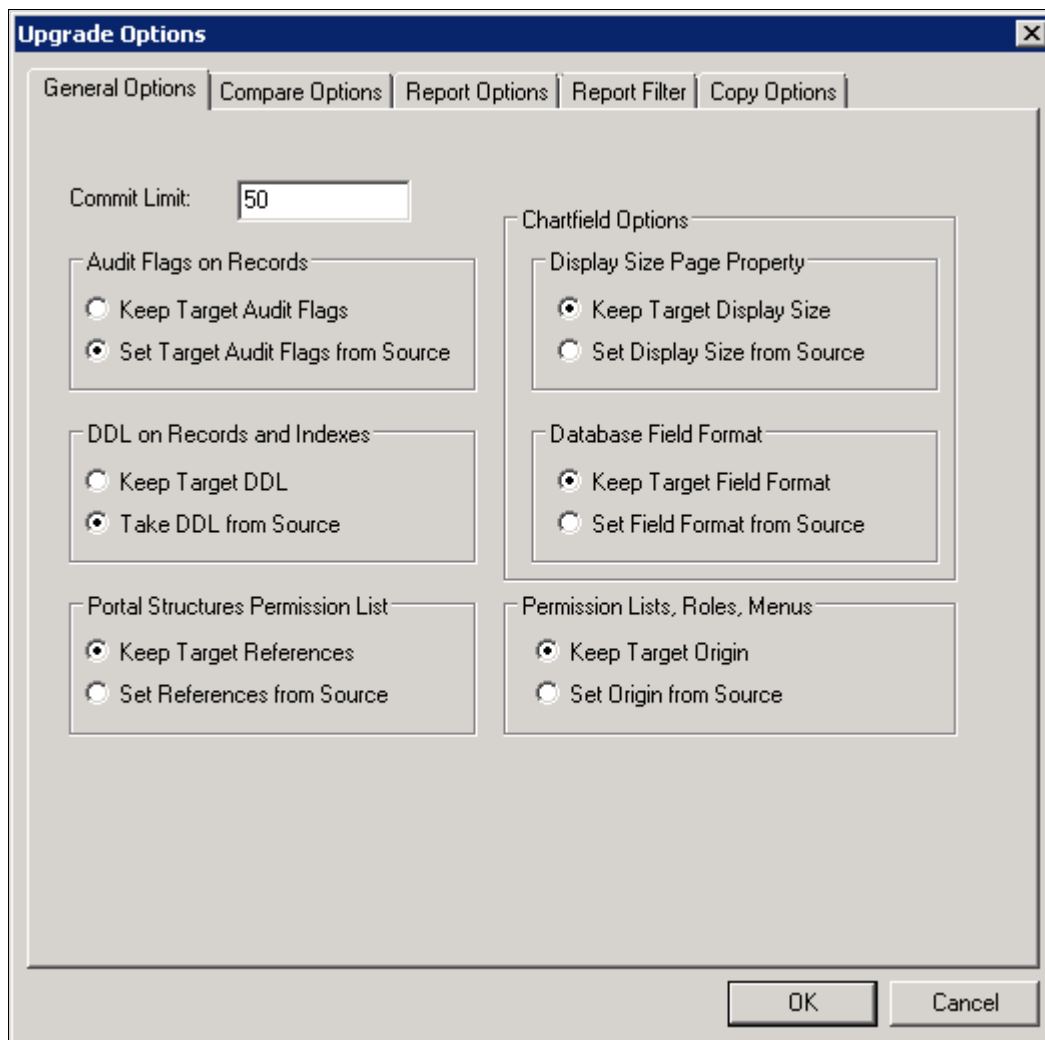 Upgrade Options
General Options Compare Options Report Options Report Filter Copy Options
Commit Limit: 50
Audit Flags on Records
Keep Target Audit Flags
Set Target Audit Flags from Source
DDL on Records and Indexes
Keep Target DDL
Take DDL from Source
Portal Structures Permission List
Keep Target References
Set References from Source
Chartfield Options
Display Size Page Property
Keep Target Display Size
Set Display Size from Source
Database Field Format
Keep Target Field Format
Set Field Format from Source
Permission Lists, Roles, Menus
Keep Target Origin
Set Origin from Source
OK Cancel